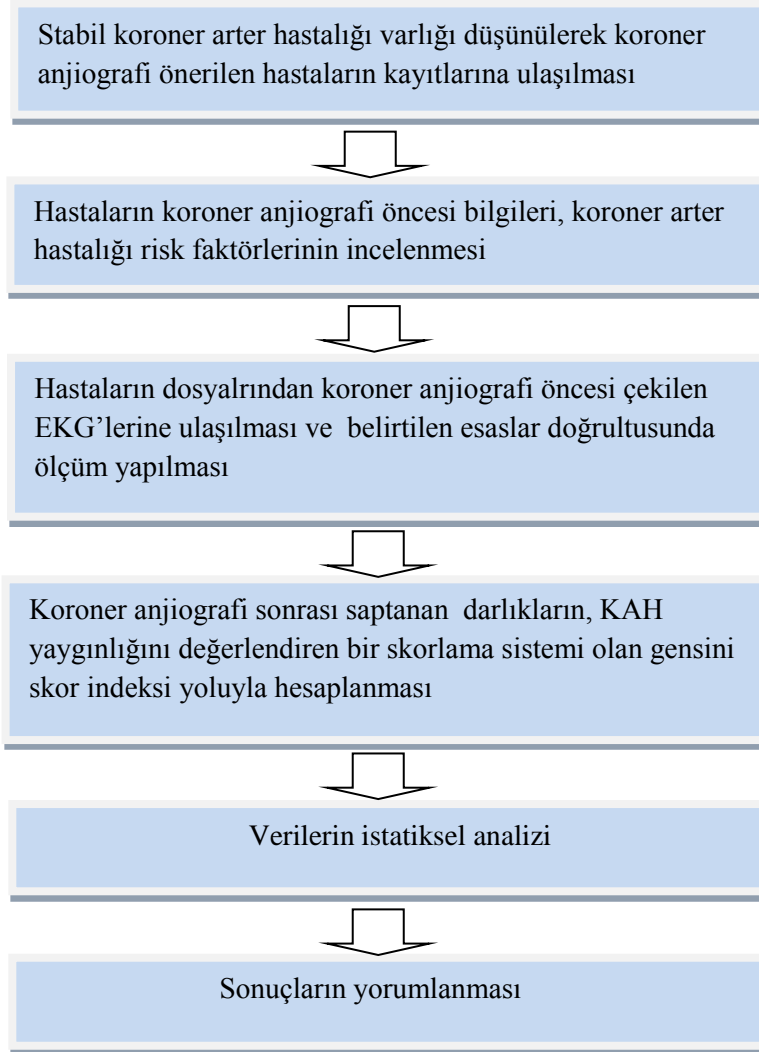 Stabil koroner arter hastalığı varlığı düşünülerek koroner
anjiografi önerilen hastaların kayıtlarına ulaşılması
Hastaların koroner anjiografi öncesi bilgileri, koroner arter
hastalığı risk faktörlerinin incelenmesi
Hastaların dosyalrından koroner anjiografi öncesi çekilen
EKG’lerine ulaşılması ve belirtilen esaslar doğrultusunda
ölçüm yapılması
Koroner anjiografi sonrası saptanan darlıkların, KAH
yaygınlığını değerlendiren bir skorlama sistemi olan gensini
skor indeksi yoluyla hesaplanması
Verilerin istatiksel analizi
Sonuçların yorumlanması